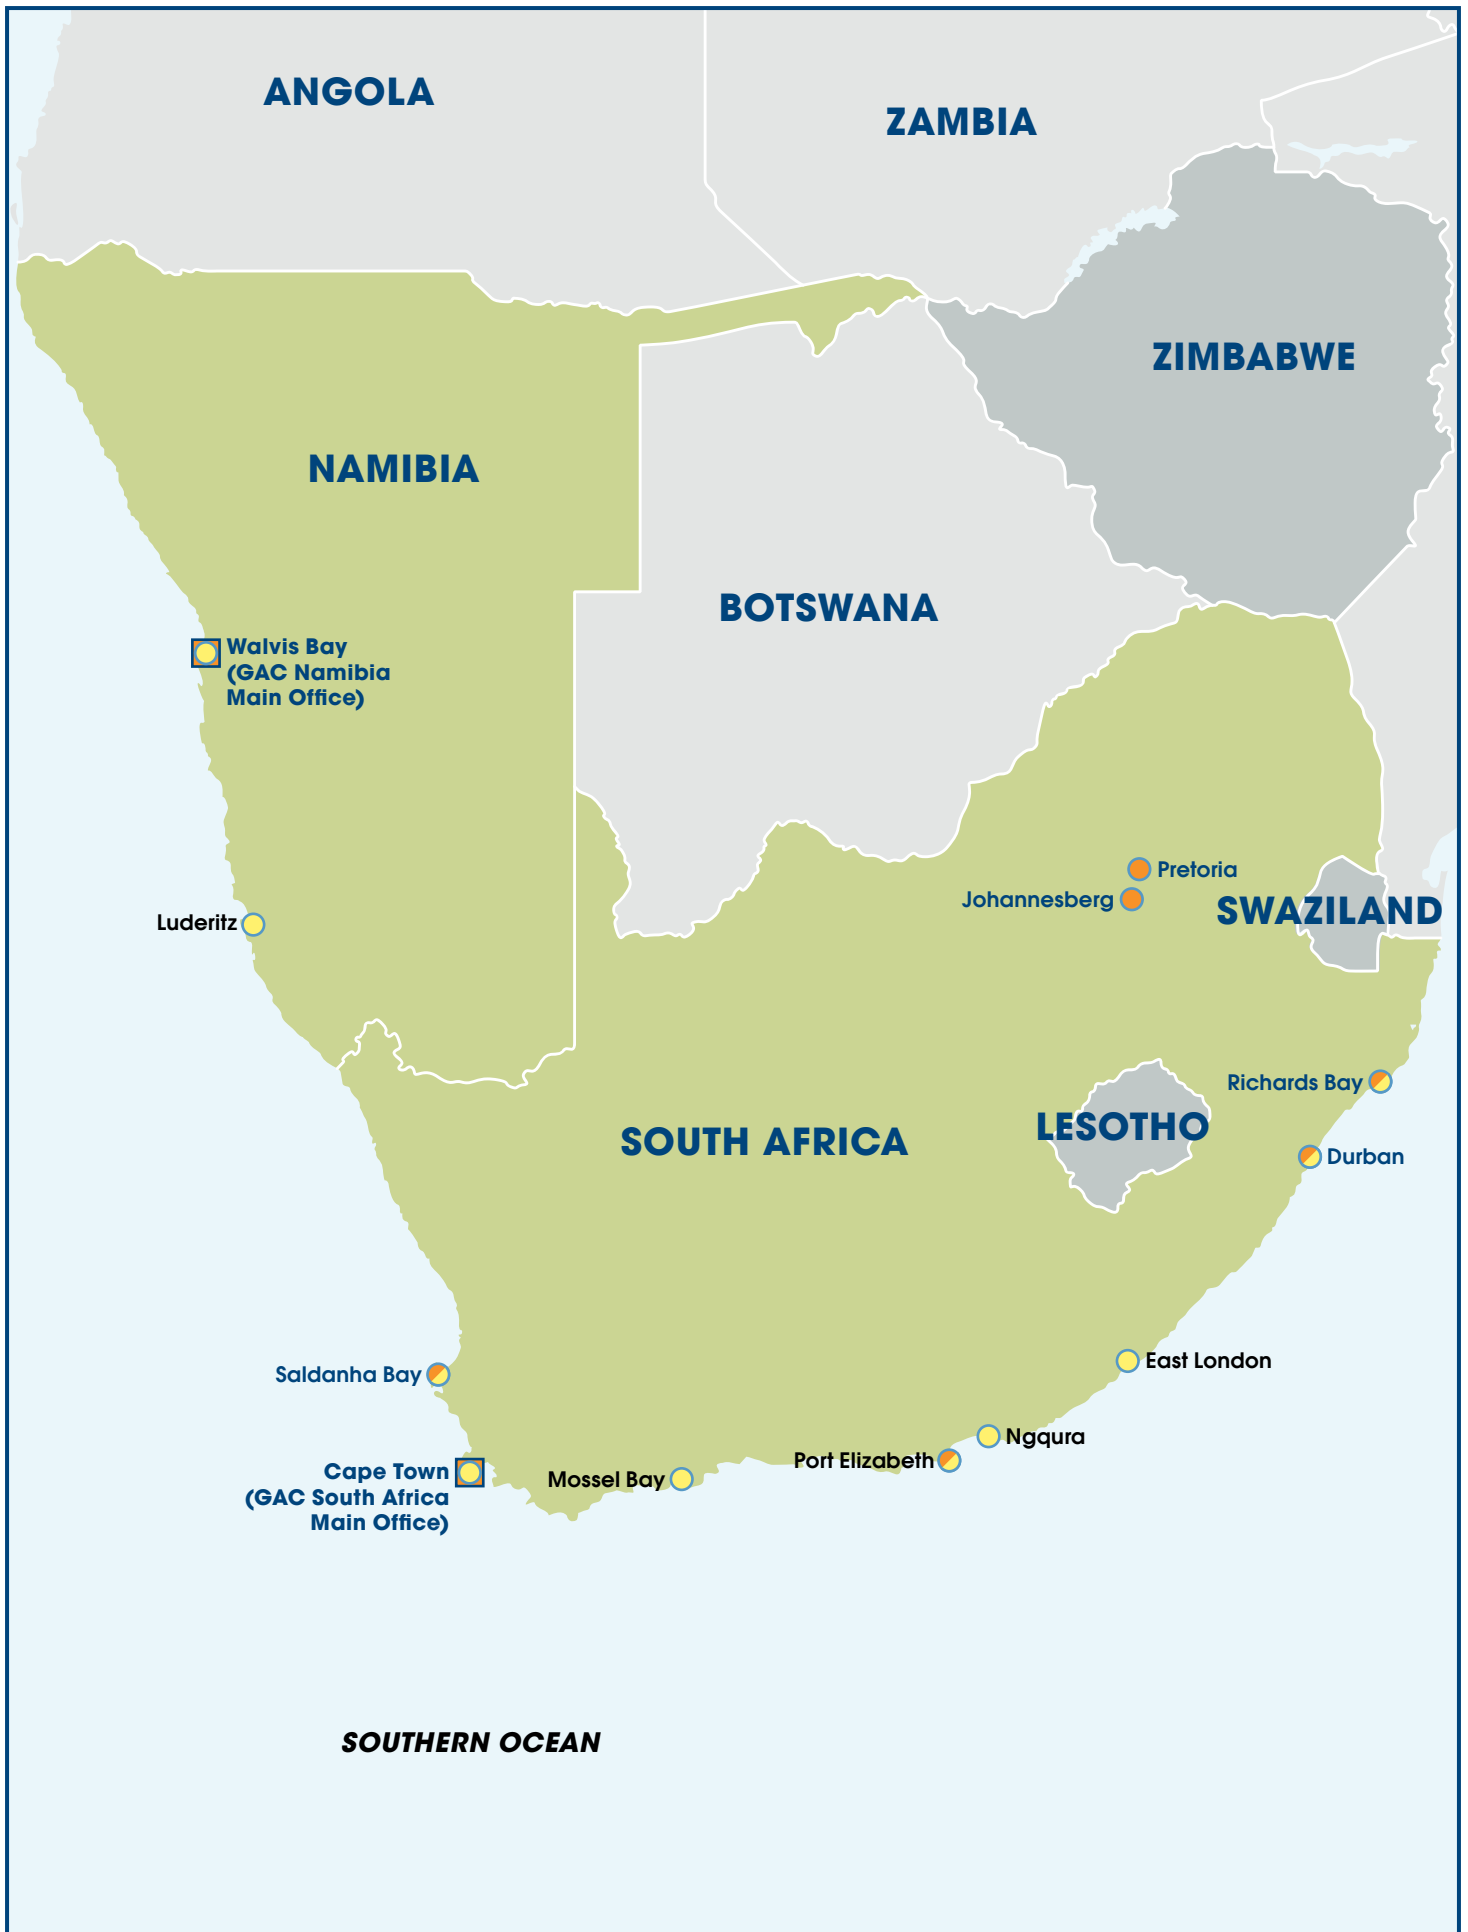 ANGOLA
ZAMBIA
ZIMBABWE
NAMIBIA
BOTSWANA
Walvis Bay
(GAC Namibia
Main Office)
Pretoria
Johannesberg
SWAZILAND
Luderitz
Richards Bay
LESOTHO
SOUTH AFRICA
Durban
East London
Saldanha Bay
Ngqura
Port Elizabeth
Cape Town
(GAC South Africa
Main Office)
Mossel Bay
SOUTHERN OCEAN